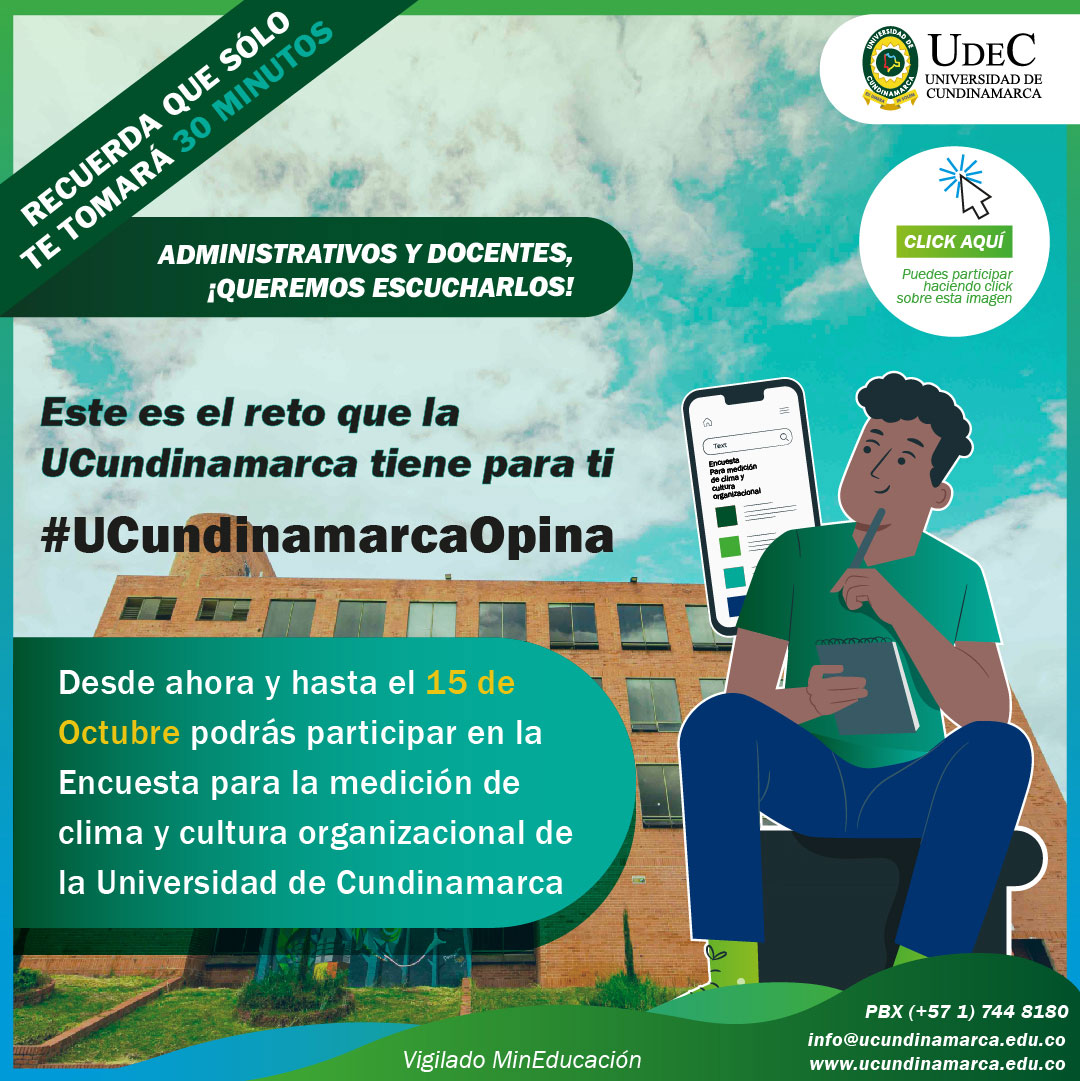 RECUERDA QUE SÓLO
TE TOMARÁ 30 MINUTOS
UNIVERSIDAD DE
CUNDINAMARCA
UDEC
UNIVERSIDAD DE
CUNDINAMARCA
CLICK AQUÍ
Puedes participar
haciendo click
sobre esta imagen
ADMINISTRATIVOS Y DOCENTES,
¡QUEREMOS ESCUCHARLOS!
Este es el reto que la
UCundinamarca tiene para ti
#UCundinamarcaOpina
Text
Encuesta
Para medición
de clima y
cultura
organizacional
Desde ahora y hasta el 15 de
Octubre podrás participar en la
Encuesta para la medición de
clima y cultura organizacional de
la Universidad de Cundinamarca
PBX (+57 1) 744 8180
info@ucundinamarca.edu.co
www.ucundinamarca.edu.co
Vigilado MinEducación